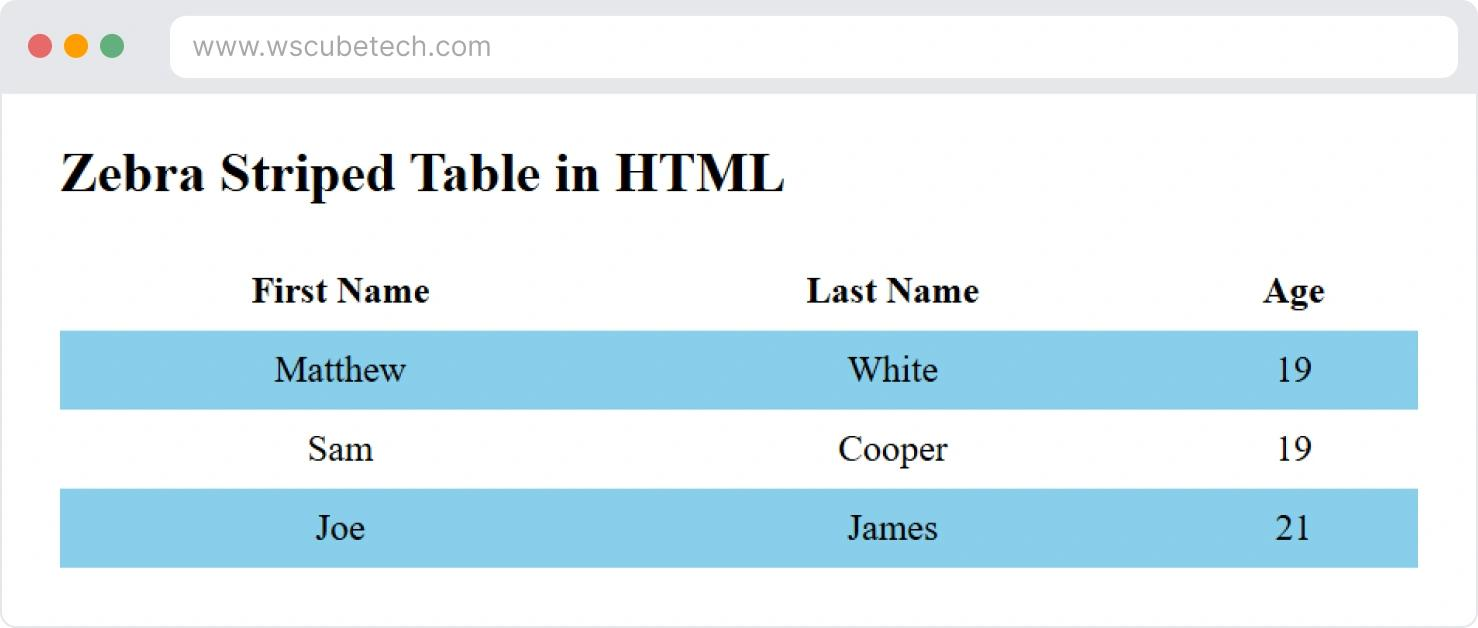 www.wscubetech.com
Zebra Striped Table in HTML
First Name Last Name Age
Matthew White 19
Sam Cooper 19
Joe James 21